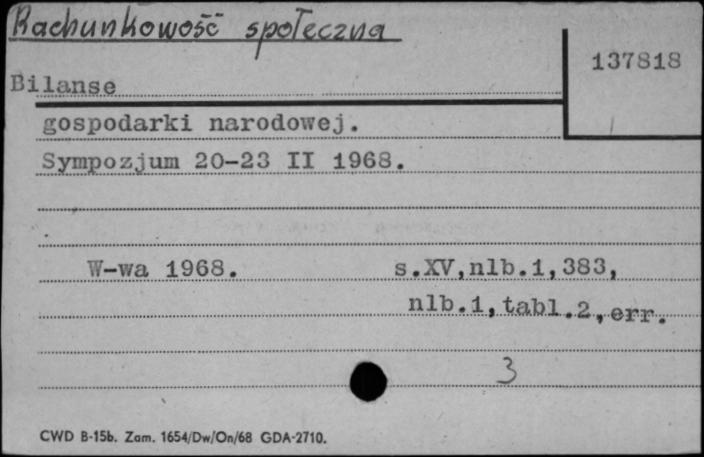 Rachunkowość społeczna
137818
Bilanse
gospodarki narodowej.
Sympozjum 20-23 II 1968.
W-wa 1968. s.XV,nlb.1,383,
nlb.1,tabl.2,err.
3
CWD B-15b. Zam. 1654/Dw/On/68 GDA-2710.